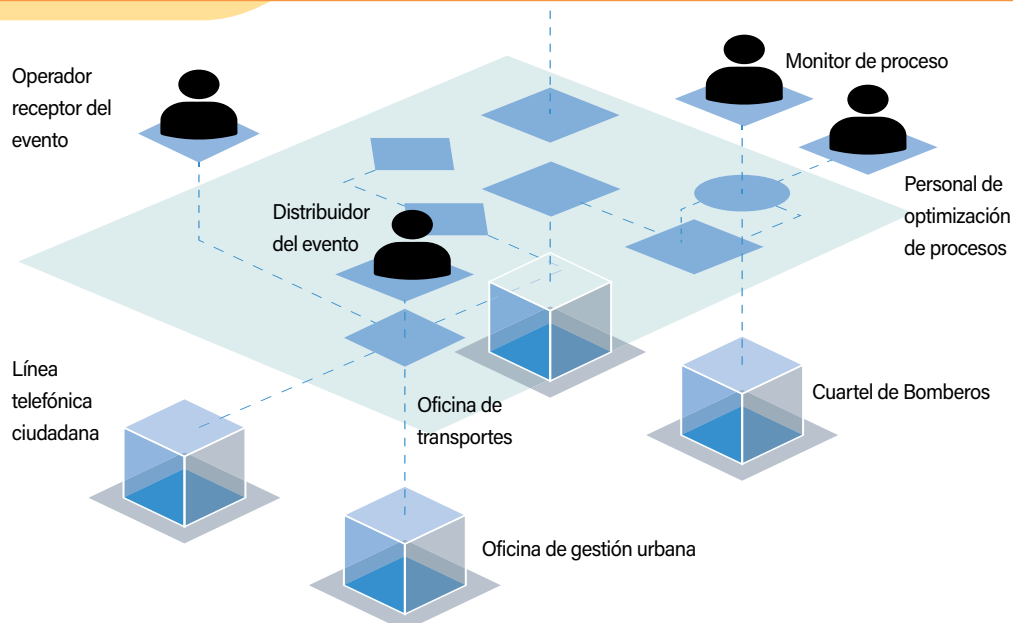 Operador
receptor del
evento
Monitor de proceso
Personal de
optimización
de procesos
Distribuidor
del evento
Línea
telefónica
ciudadana
Oficina de
transportes
Cuartel de Bomberos
Oficina de gestión urbana